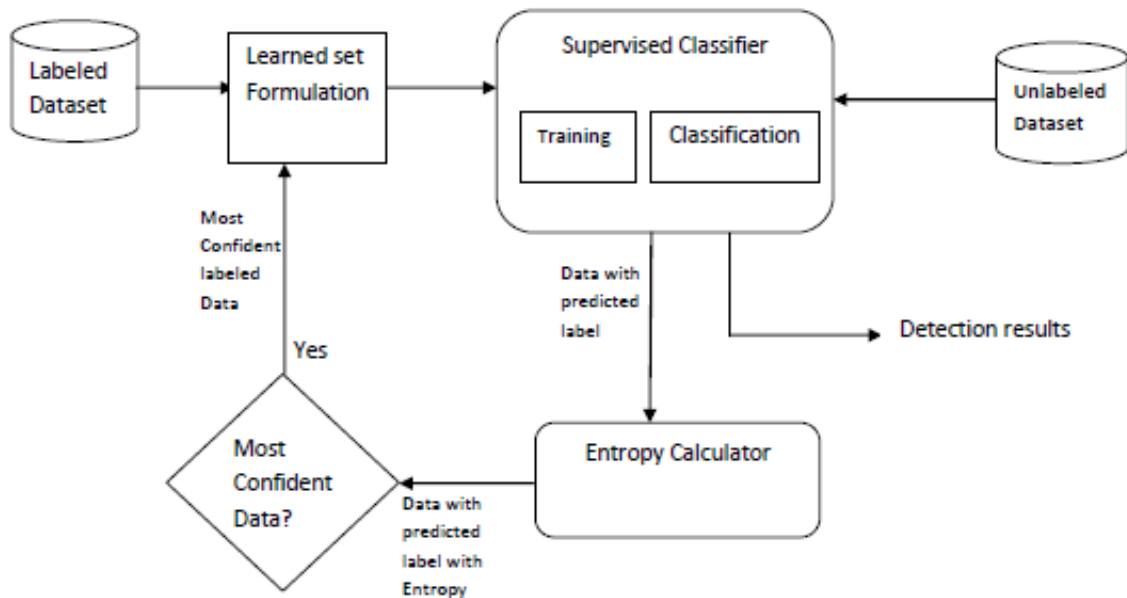 Labeled
Dataset
Learned set
Formulation
Supervised Classifier
Training
Classification
Unlabeled
Dataset
Most
Confident
labeled
Data
Data with
predicted
label
Detection results
Yes
Most
Confident
Data?
Data with
predicted
label with
Entropy
Entropy Calculator